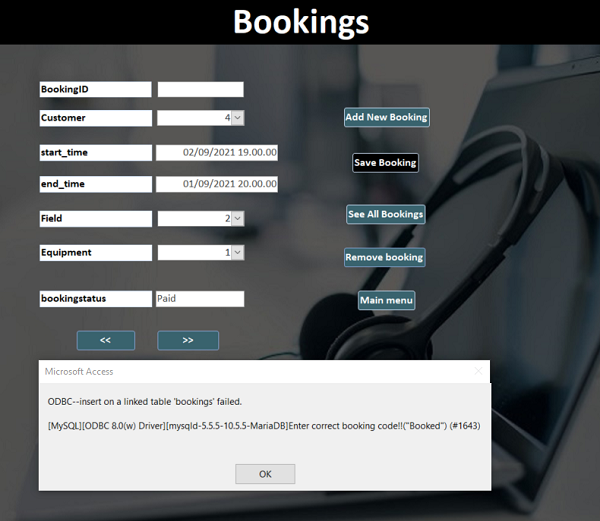 Bookings
BookingID
Customer 4 Add New Booking
start_time 02/09/2021 19.00.00 Save Booking
end_time 01/09/2021 20.00.00
Field 2 See All Bookings
Equipment 1 Remove booking
bookingstatus Paid Main menu
<< >>
Microsoft Access
ODBC--insert on a linked table 'bookings' failed.
[MySQL][ODBC 8.0(w) Driver][mysqld-5.5.5-10.5.5-MariaDB]Enter correct booking code!!("Booked") (#1643)
OK